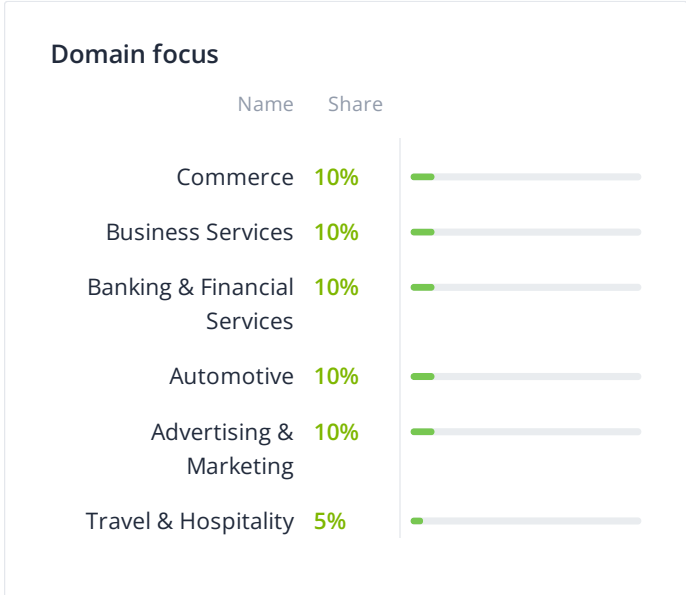 Domain focus
Name Share
Commerce 10%
Business Services 10%
Banking & Financial 10%
Services
Automotive 10%
Advertising & 10%
Marketing
Travel & Hospitality 5%